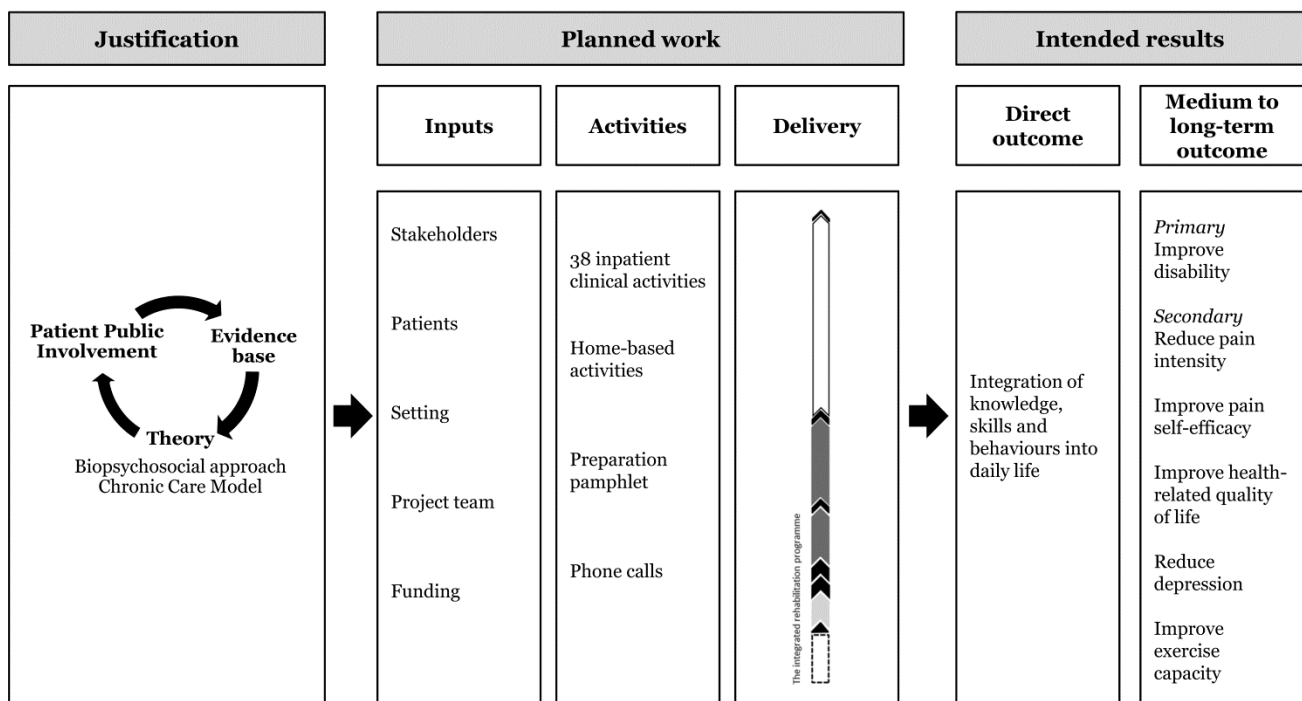 Justification
Planned work
Intended results
Inputs
Activities
Delivery
Direct
outcome
Medium to
long-term
outcome
Patient Public
Involvement
Evidence
base
Theory
Biopsychosocial approach
Chronic Care Model
Stakeholders
Patients
Setting
Project team
Funding
38 inpatient
clinical activities
Home-based
activities
Preparation
pamphlet
Phone calls
The integrated rehabilitation programme
Integration of
knowledge,
skills and
behaviours into
daily life
Primary
Improve
disability
Secondary
Reduce pain
intensity
Improve pain
self-efficacy
Improve health-
related quality
of life
Reduce
depression
Improve
exercise
capacity